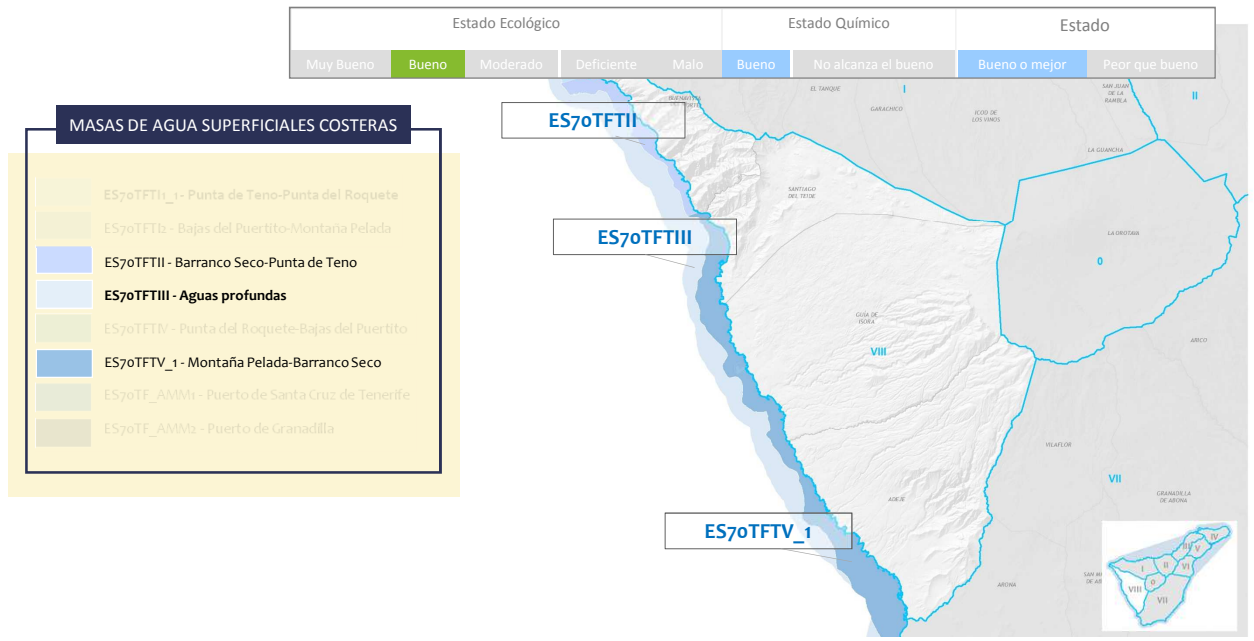 Estado Ecológico Estado Químico Estado
Muy Bueno Bueno Moderado Deficiente Malo Bueno No alcanza el bueno Bueno o mejor Peor que bueno
MASAS DE AGUA SUPERFICIALES COSTERAS
ES70TFTI1_1 - Punta de Teno-Punta del Roquete
ES70TFTI2 - Bajas del Puertito-Montaña Pelada
ES70TFTII - Barranco Seco-Punta de Teno
ES70TFTIII - Aguas profundas
ES70TFTIV - Punta del Roquete-Bajas del Puertito
ES70TFTV_1 - Montaña Pelada-Barranco Seco
ES70TF_AMM1 - Puerto de Santa Cruz de Tenerife
ES70TF_AMM2 - Puerto de Granadilla
EL TANQUE
I
SAN JUAN
DE LA
RAMBLA
II
BUENAVISTA
GARACHICO
ICOD DE
LOS VINOS
ES70TFTII
LA GUANCHA
SANTIAGO
DEL TEIDE
ES70TFTIII
LA OROTAVA
0
GUÍA DE
ISORA
VIII
ARICO
VILAFLOR
VII
GRANADILLA
DE ABONA
ADEJE
ES70TFTV_1
ARONA
I II III IV V VI VII VIII 0